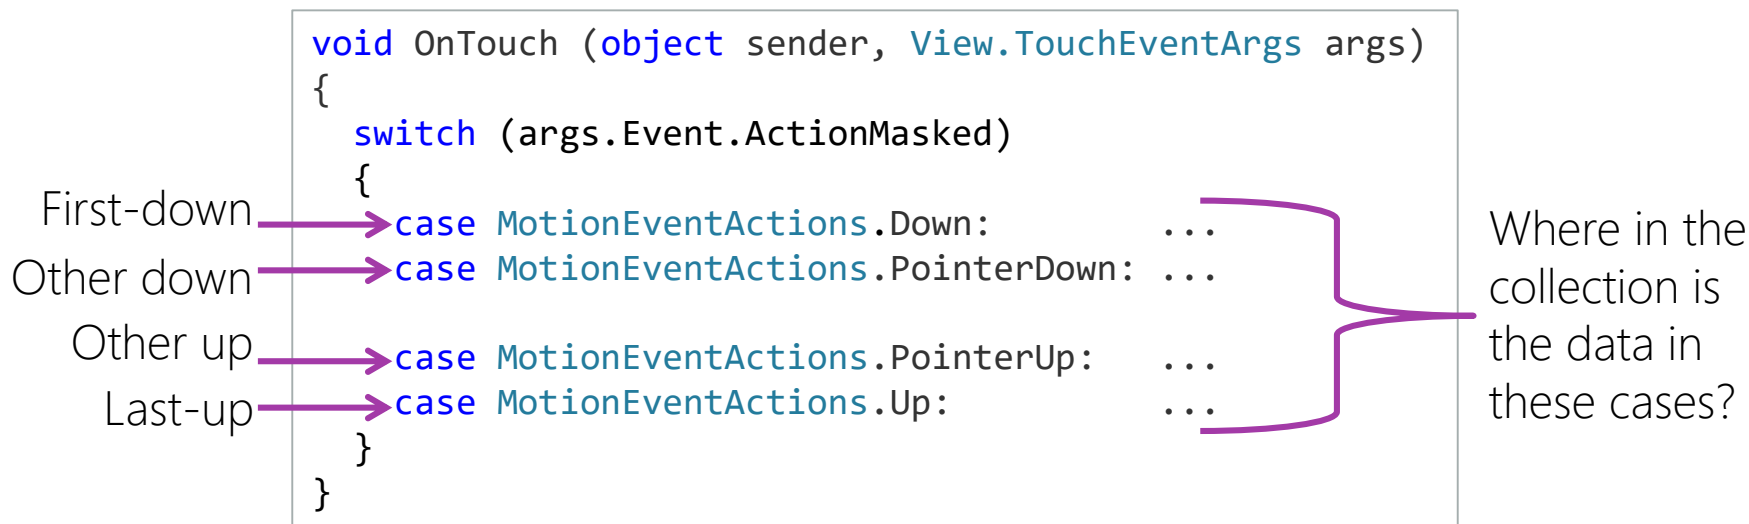 void OnTouch (object sender, View.TouchEventArgs args)
{
switch (args.Event.ActionMasked)
{
First-down
case MotionEventActions.Down: ...
Other down
case MotionEventActions.PointerDown: ...
Other up
case MotionEventActions.PointerUp: ...
Last-up
case MotionEventActions.Up: ...
}
}
Where in the
collection is
the data in
these cases?